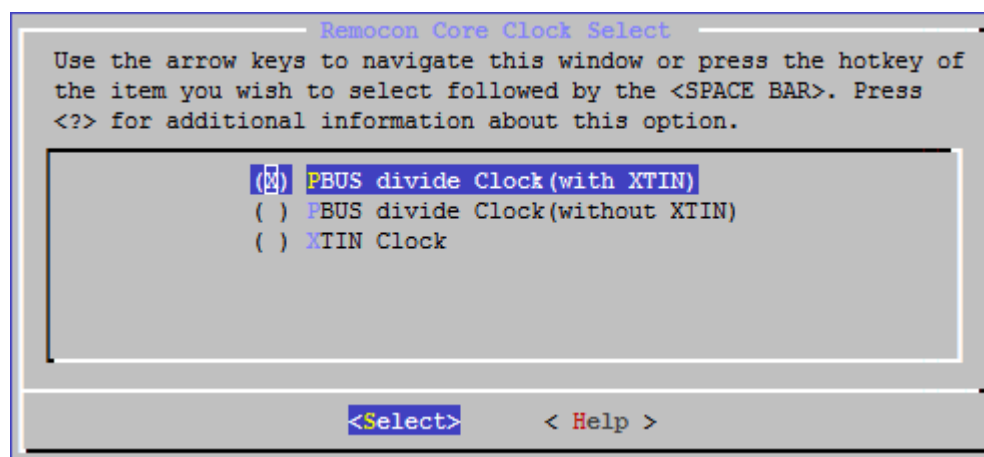 Remocon Core Clock Select
Use the arrow keys to navigate this window or press the hotkey of
the item you wish to select followed by the <SPACE BAR>. Press
<?> for additional information about this option.
(X) PBUS divide Clock(with XTIN)
( ) PBUS divide Clock(without XTIN)
( ) XTIN Clock
<Select> < Help >